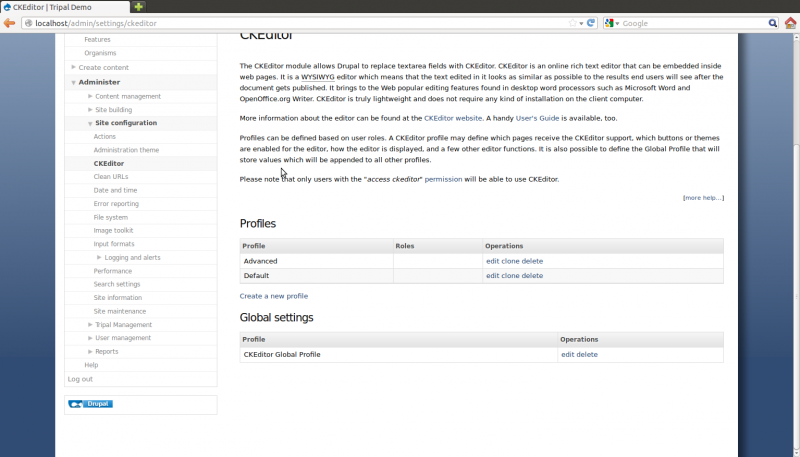 CKEditor | Tripal Demo
localhost/admin/settings/ckeditor
Google
Features
Organisms
Create content
Administer
Content management
Site building
Site configuration
Actions
Administration theme
CKEditor
Clean URLs
Date and time
Error reporting
File system
Image toolkit
Input formats
Logging and alerts
Performance
Search settings
Site information
Site maintenance
Tripal Management
User management
Reports
Help
Log out
Drupal
CKEditor
The CKEditor module allows Drupal to replace textarea fields with CKEditor. CKEditor is an online rich text editor that can be embedded inside
web pages. It is a WYSIWYG editor which means that the text edited in it looks as similar as possible to the results end users will see after the
document gets published. It brings to the Web popular editing features found in desktop word processors such as Microsoft Word and
OpenOffice.org Writer. CKEditor is truly lightweight and does not require any kind of installation on the client computer.
More information about the editor can be found at the CKEditor website. A handy User's Guide is available, too.
Profiles can be defined based on user roles. A CKEditor profile may define which pages receive the CKEditor support, which buttons or themes
are enabled for the editor, how the editor is displayed, and a few other editor functions. It is also possible to define the Global Profile that will
store values which will be appended to all other profiles.
Please note that only users with the "access ckeditor" permission will be able to use CKEditor.
[more help...]
Profiles
Profile Roles Operations
Advanced edit clone delete
Default edit clone delete
Create a new profile
Global settings
Profile Operations
CKEditor Global Profile edit delete